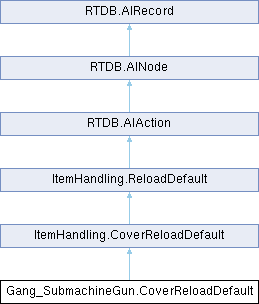 RTDB.AIRecord
RTDB.AINode
RTDB.AIAction
ItemHandling.ReloadDefault
ItemHandling.CoverReloadDefault
Gang_SubmachineGun.CoverReloadDefault